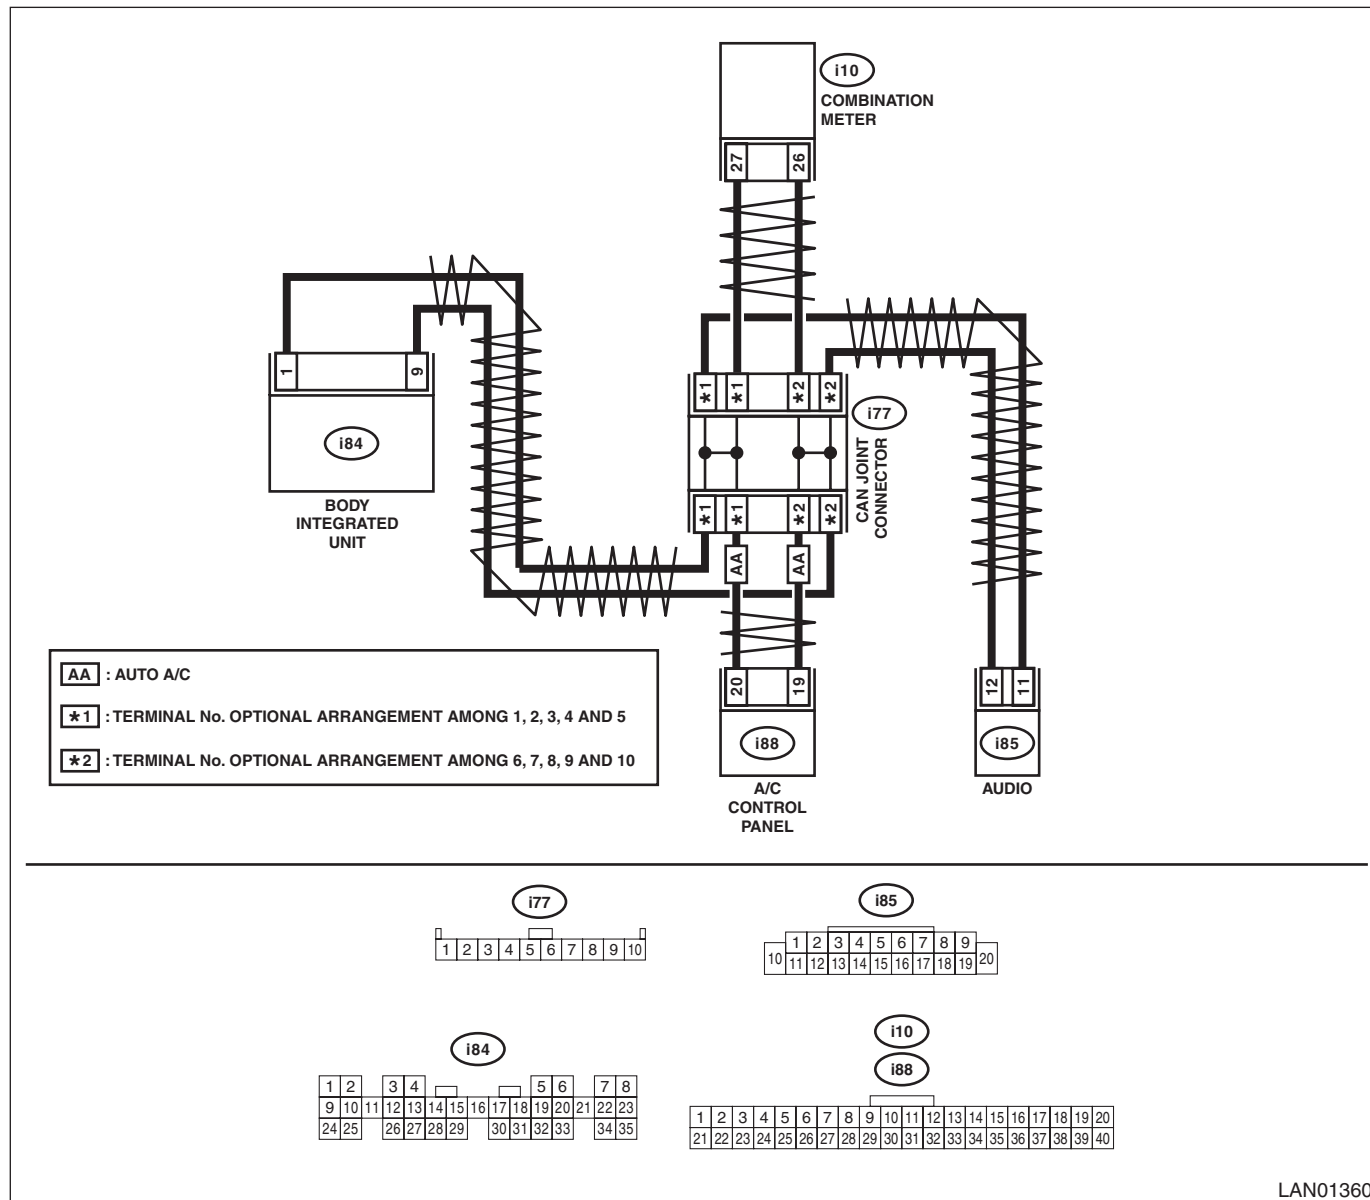 i10
COMBINATION
METER
27 26
1 9
i84
BODY
INTEGRATED
UNIT
*1 *1 *2 *2
i77
CAN JOINT
CONNECTOR
*1 *1 *2 *2
AA AA
20 19
i88
A/C
CONTROL
PANEL
12 11
i85
AUDIO
AA : AUTO A/C
*1 : TERMINAL No. OPTIONAL ARRANGEMENT AMONG 1, 2, 3, 4 AND 5
*2 : TERMINAL No. OPTIONAL ARRANGEMENT AMONG 6, 7, 8, 9 AND 10
i77
1 2 3 4 5 6 7 8 9 10
i85
1 2 3 4 5 6 7 8 9
10 11 12 13 14 15 16 17 18 19 20
i84
1 2 3 4 5 6 7 8
9 10 11 12 13 14 15 16 17 18 19 20 21 22 23
24 25 26 27 28 29 30 31 32 33 34 35
i10
i88
1 2 3 4 5 6 7 8 9 10 11 12 13 14 15 16 17 18 19 20
21 22 23 24 25 26 27 28 29 30 31 32 33 34 35 36 37 38 39 40
LAN01360